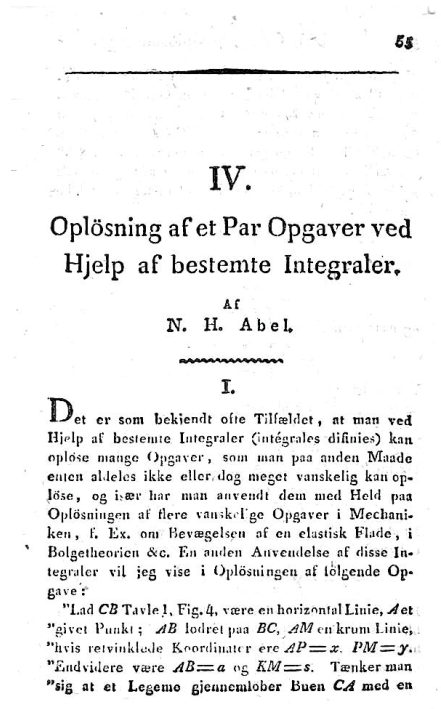 55
IV.
Oplösning af et Par Opgaver ved
Hjelp af bestemte Integraler.
Af
N. H. Abel.
I.
Det er som bekiendt ofte Tilfældet, at man ved
Hjelp af bestemte Integraler (intégrales difinies) kan
oplöse mange Opgaver, som man paa anden Maade
enten aldeles ikke eller dog meget vanskelig kan op-
löse, og især har man anvendt dem med Held paa
Oplösningen af flere vanskel'ge Opgaver i Mechani-
ken, f. Ex. om Bevægelsen af en elastisk Flade, i
Bolgetheorien &c. En anden Anvendelse af disse In-
tegraler vil jeg vise i Oplösningen af fölgende Op-
gave:
"Lad CB Tavle 1, Fig. 4, være en horizontal Linie, A et
"givet Punkt; AB lodret paa BC, AM en krum Linie,
"hvis retvinklede Koordinater ere AP=x. PM=y.
"Endvidere være AB=a og KM=s. Tænker man
"sig at et Legeme gjennemlober Buen CA med en